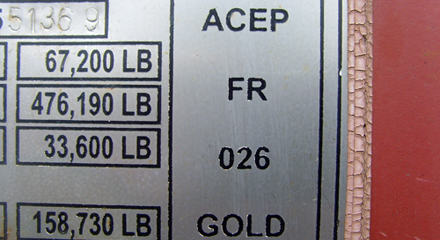 5136 9
67,200 LB
476,190 LB
33,600 LB
158,730 LB
ACEP
FR
026
GOLD